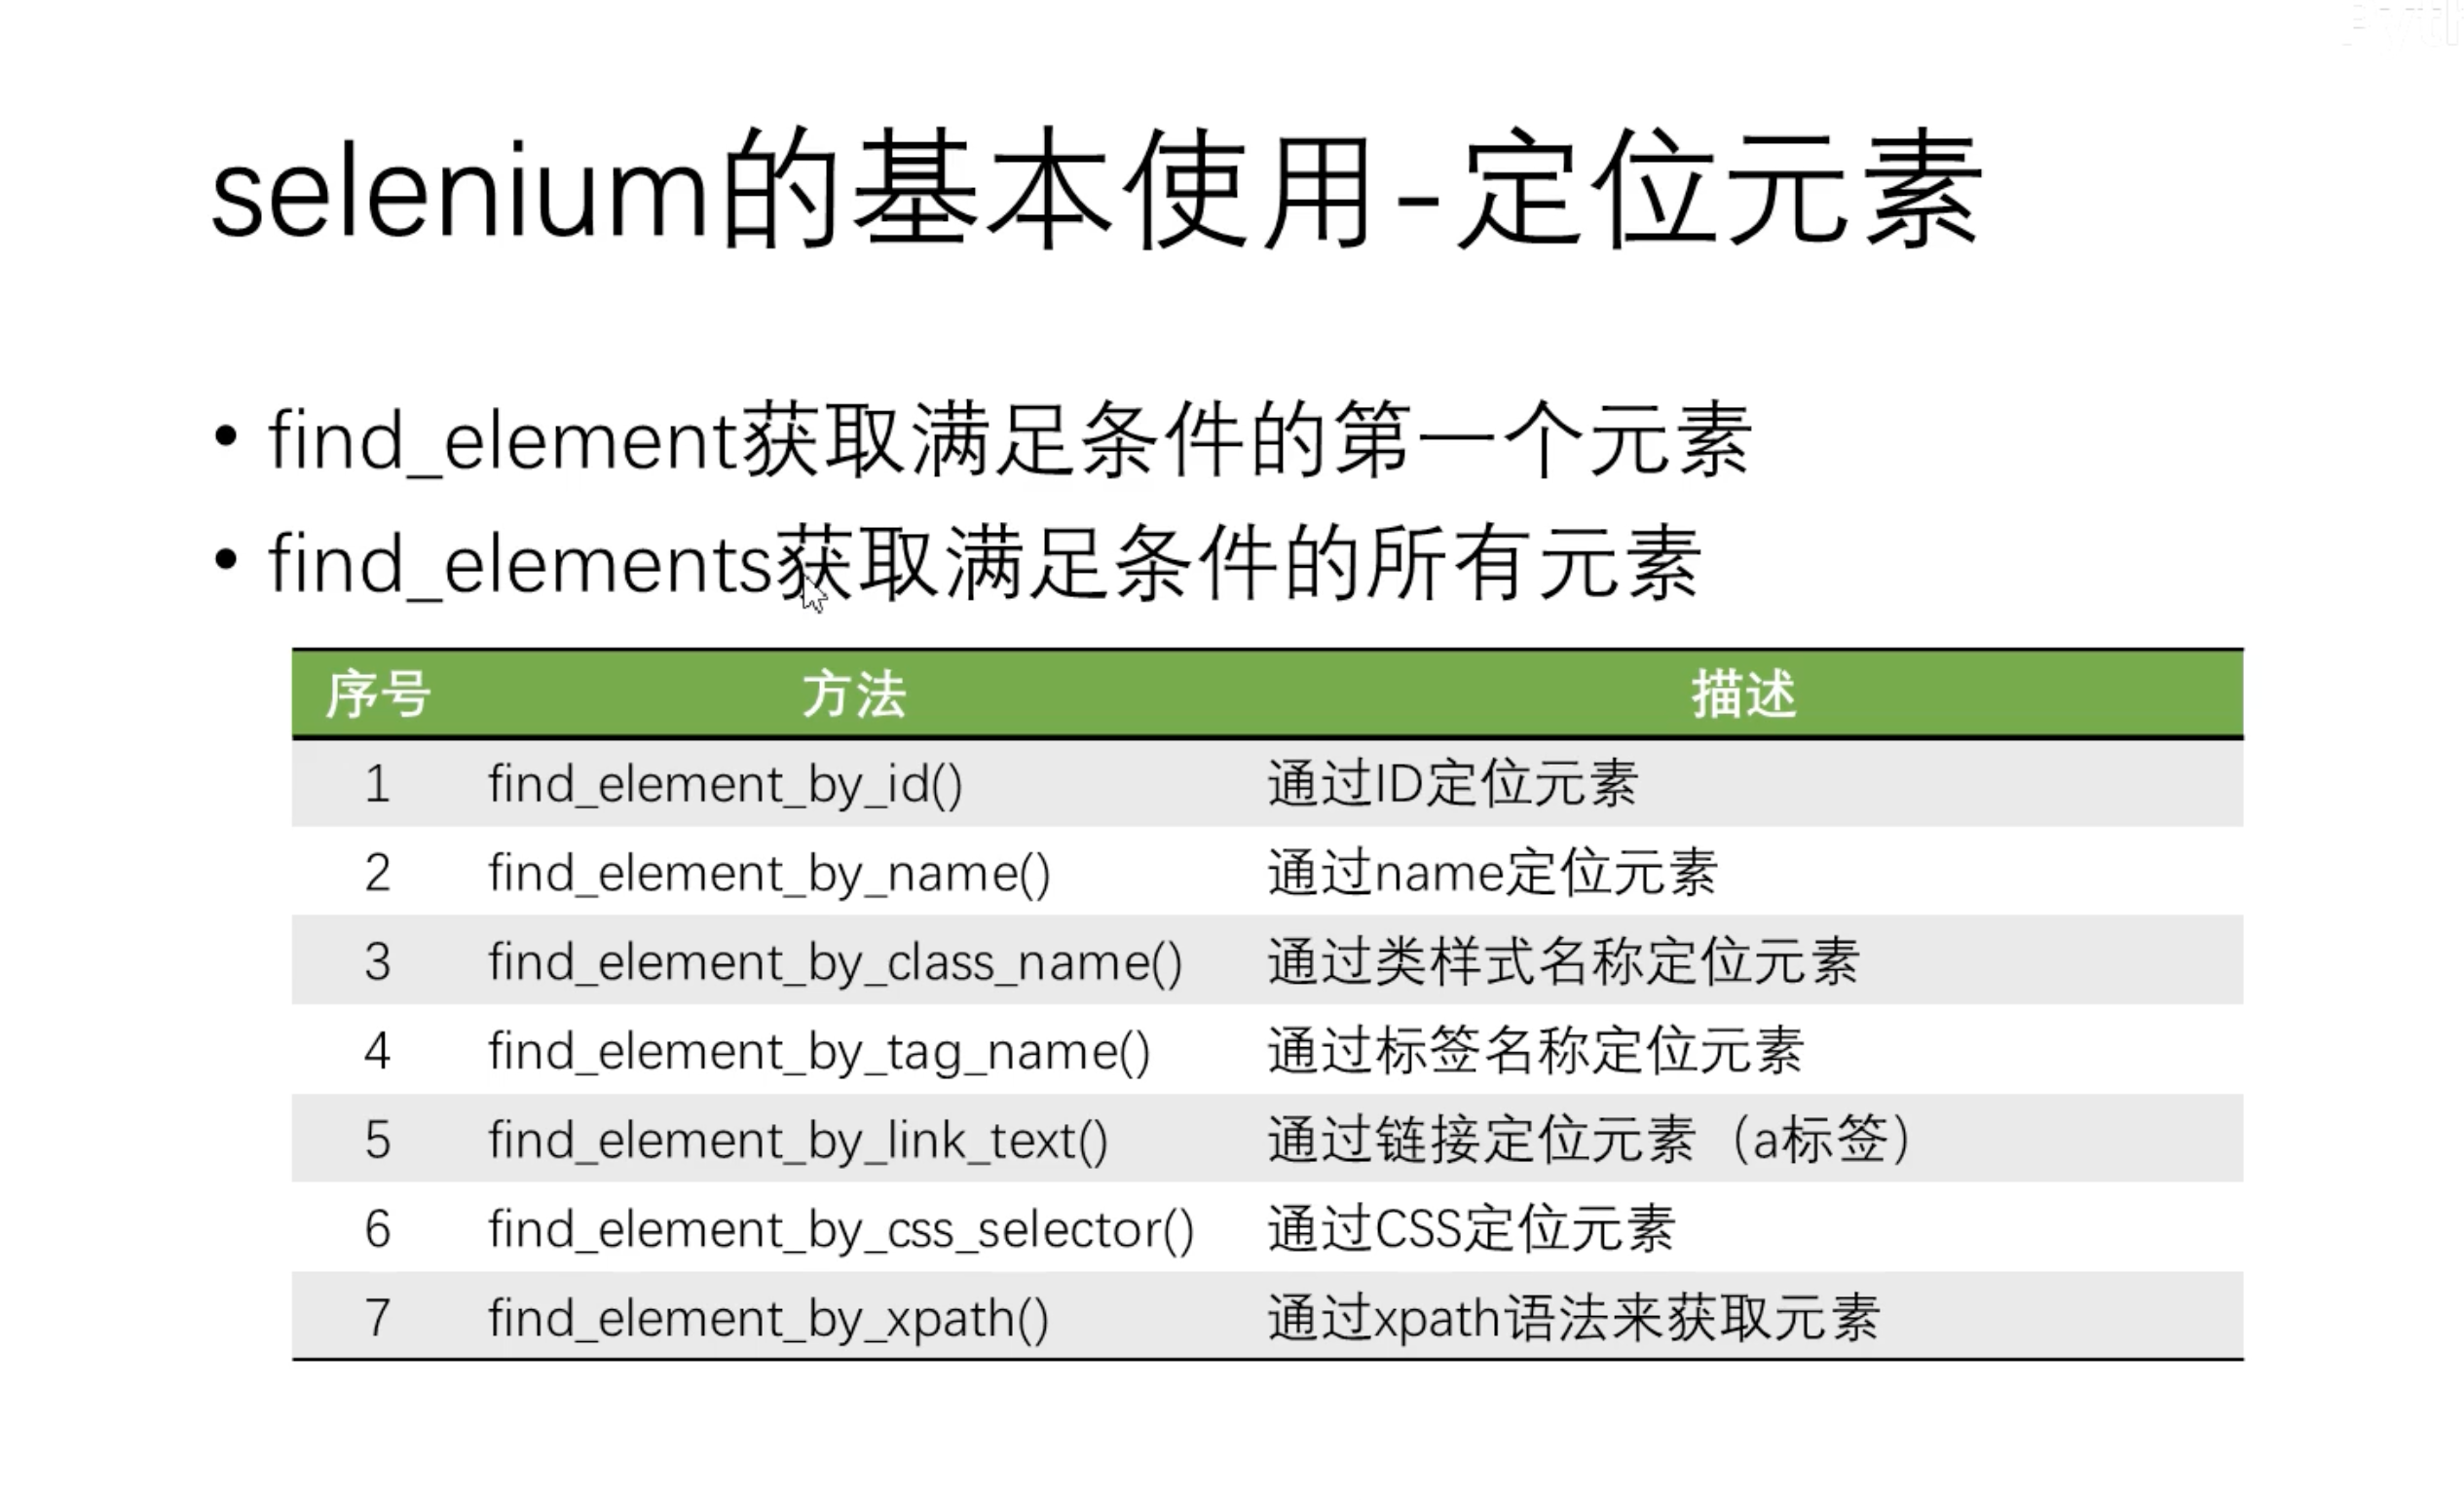 selenium的基本使用-定位元素
• find_element获取满足条件的第一个元素
• find_elements获取满足条件的所有元素
序号 方法 描述
1 find_element_by_id() 通过ID定位元素
2 find_element_by_name() 通过name定位元素
3 find_element_by_class_name() 通过类样式名称定位元素
4 find_element_by_tag_name() 通过标签名称定位元素
5 find_element_by_link_text() 通过链接定位元素（a标签）
6 find_element_by_css_selector() 通过CSS定位元素
7 find_element_by_xpath() 通过xpath语法来获取元素